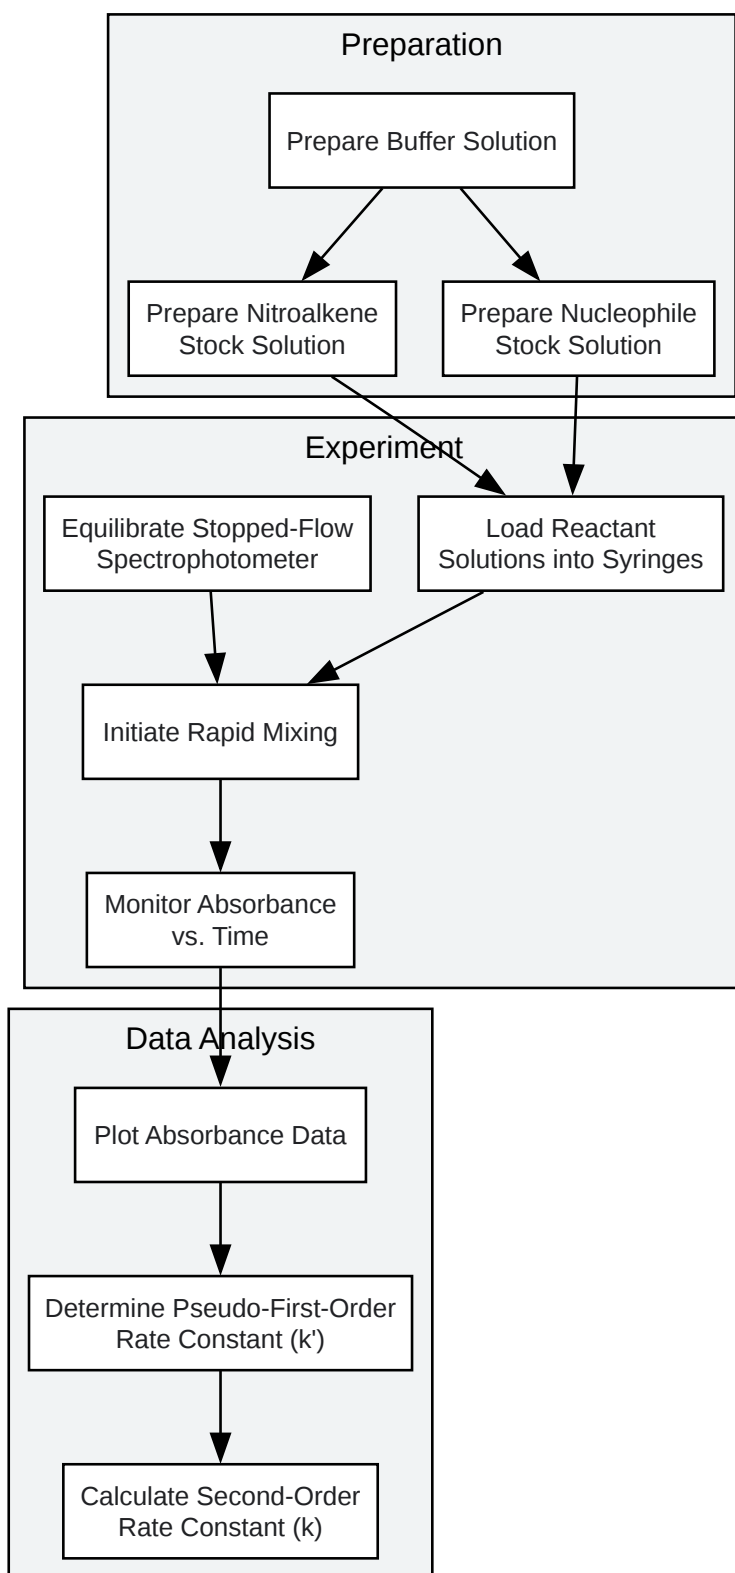 Preparation
Prepare Buffer Solution
Prepare Nitroalkene
Stock Solution
Prepare Nucleophile
Stock Solution
Experiment
Equilibrate Stopped-Flow
Spectrophotometer
Load Reactant
Solutions into Syringes
Initiate Rapid Mixing
Monitor Absorbance
vs. Time
Data Analysis
Plot Absorbance Data
Determine Pseudo-First-Order
Rate Constant (k')
Calculate Second-Order
Rate Constant (k)